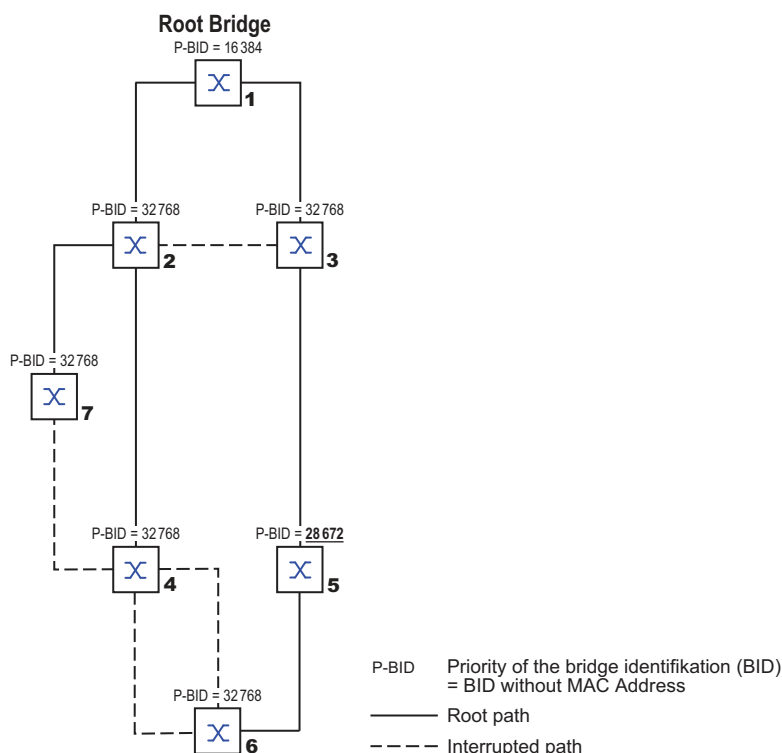 Root Bridge
P-BID = 16 384
1
P-BID = 32 768
P-BID = 32 768
2
3
P-BID = 32 768
7
P-BID = 32 768
P-BID = 28 672
4
5
P-BID = 32 768
6
P-BID Priority of the bridge identifikation (BID)
= BID without MAC Address
Root path
Interrupted path